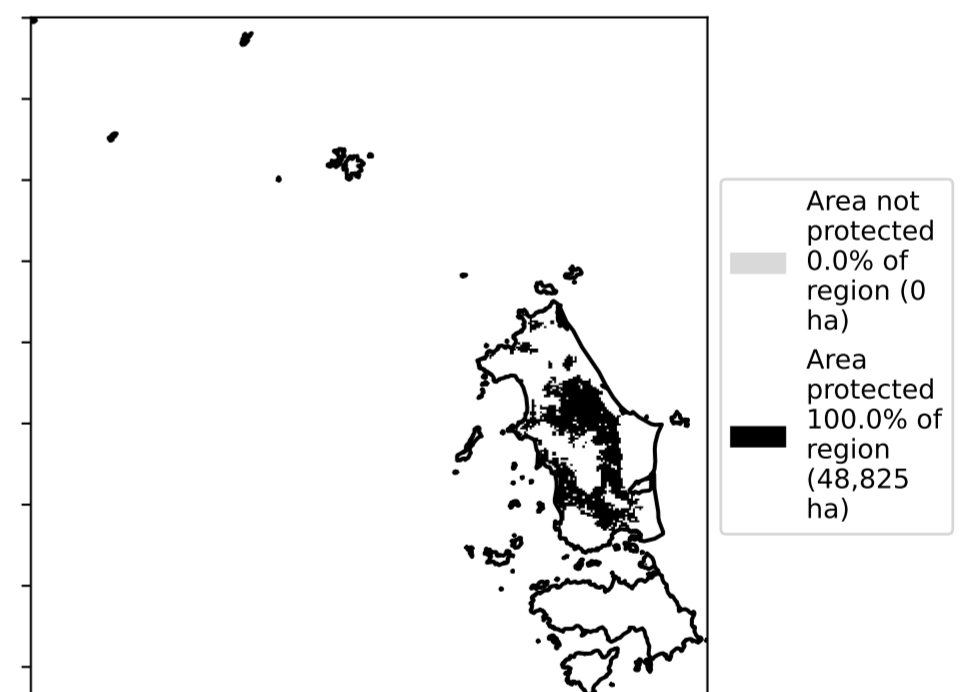 Area not
protected
0.0% of
region (0
ha)
Area
protected
100.0% of
region
(48,825
ha)